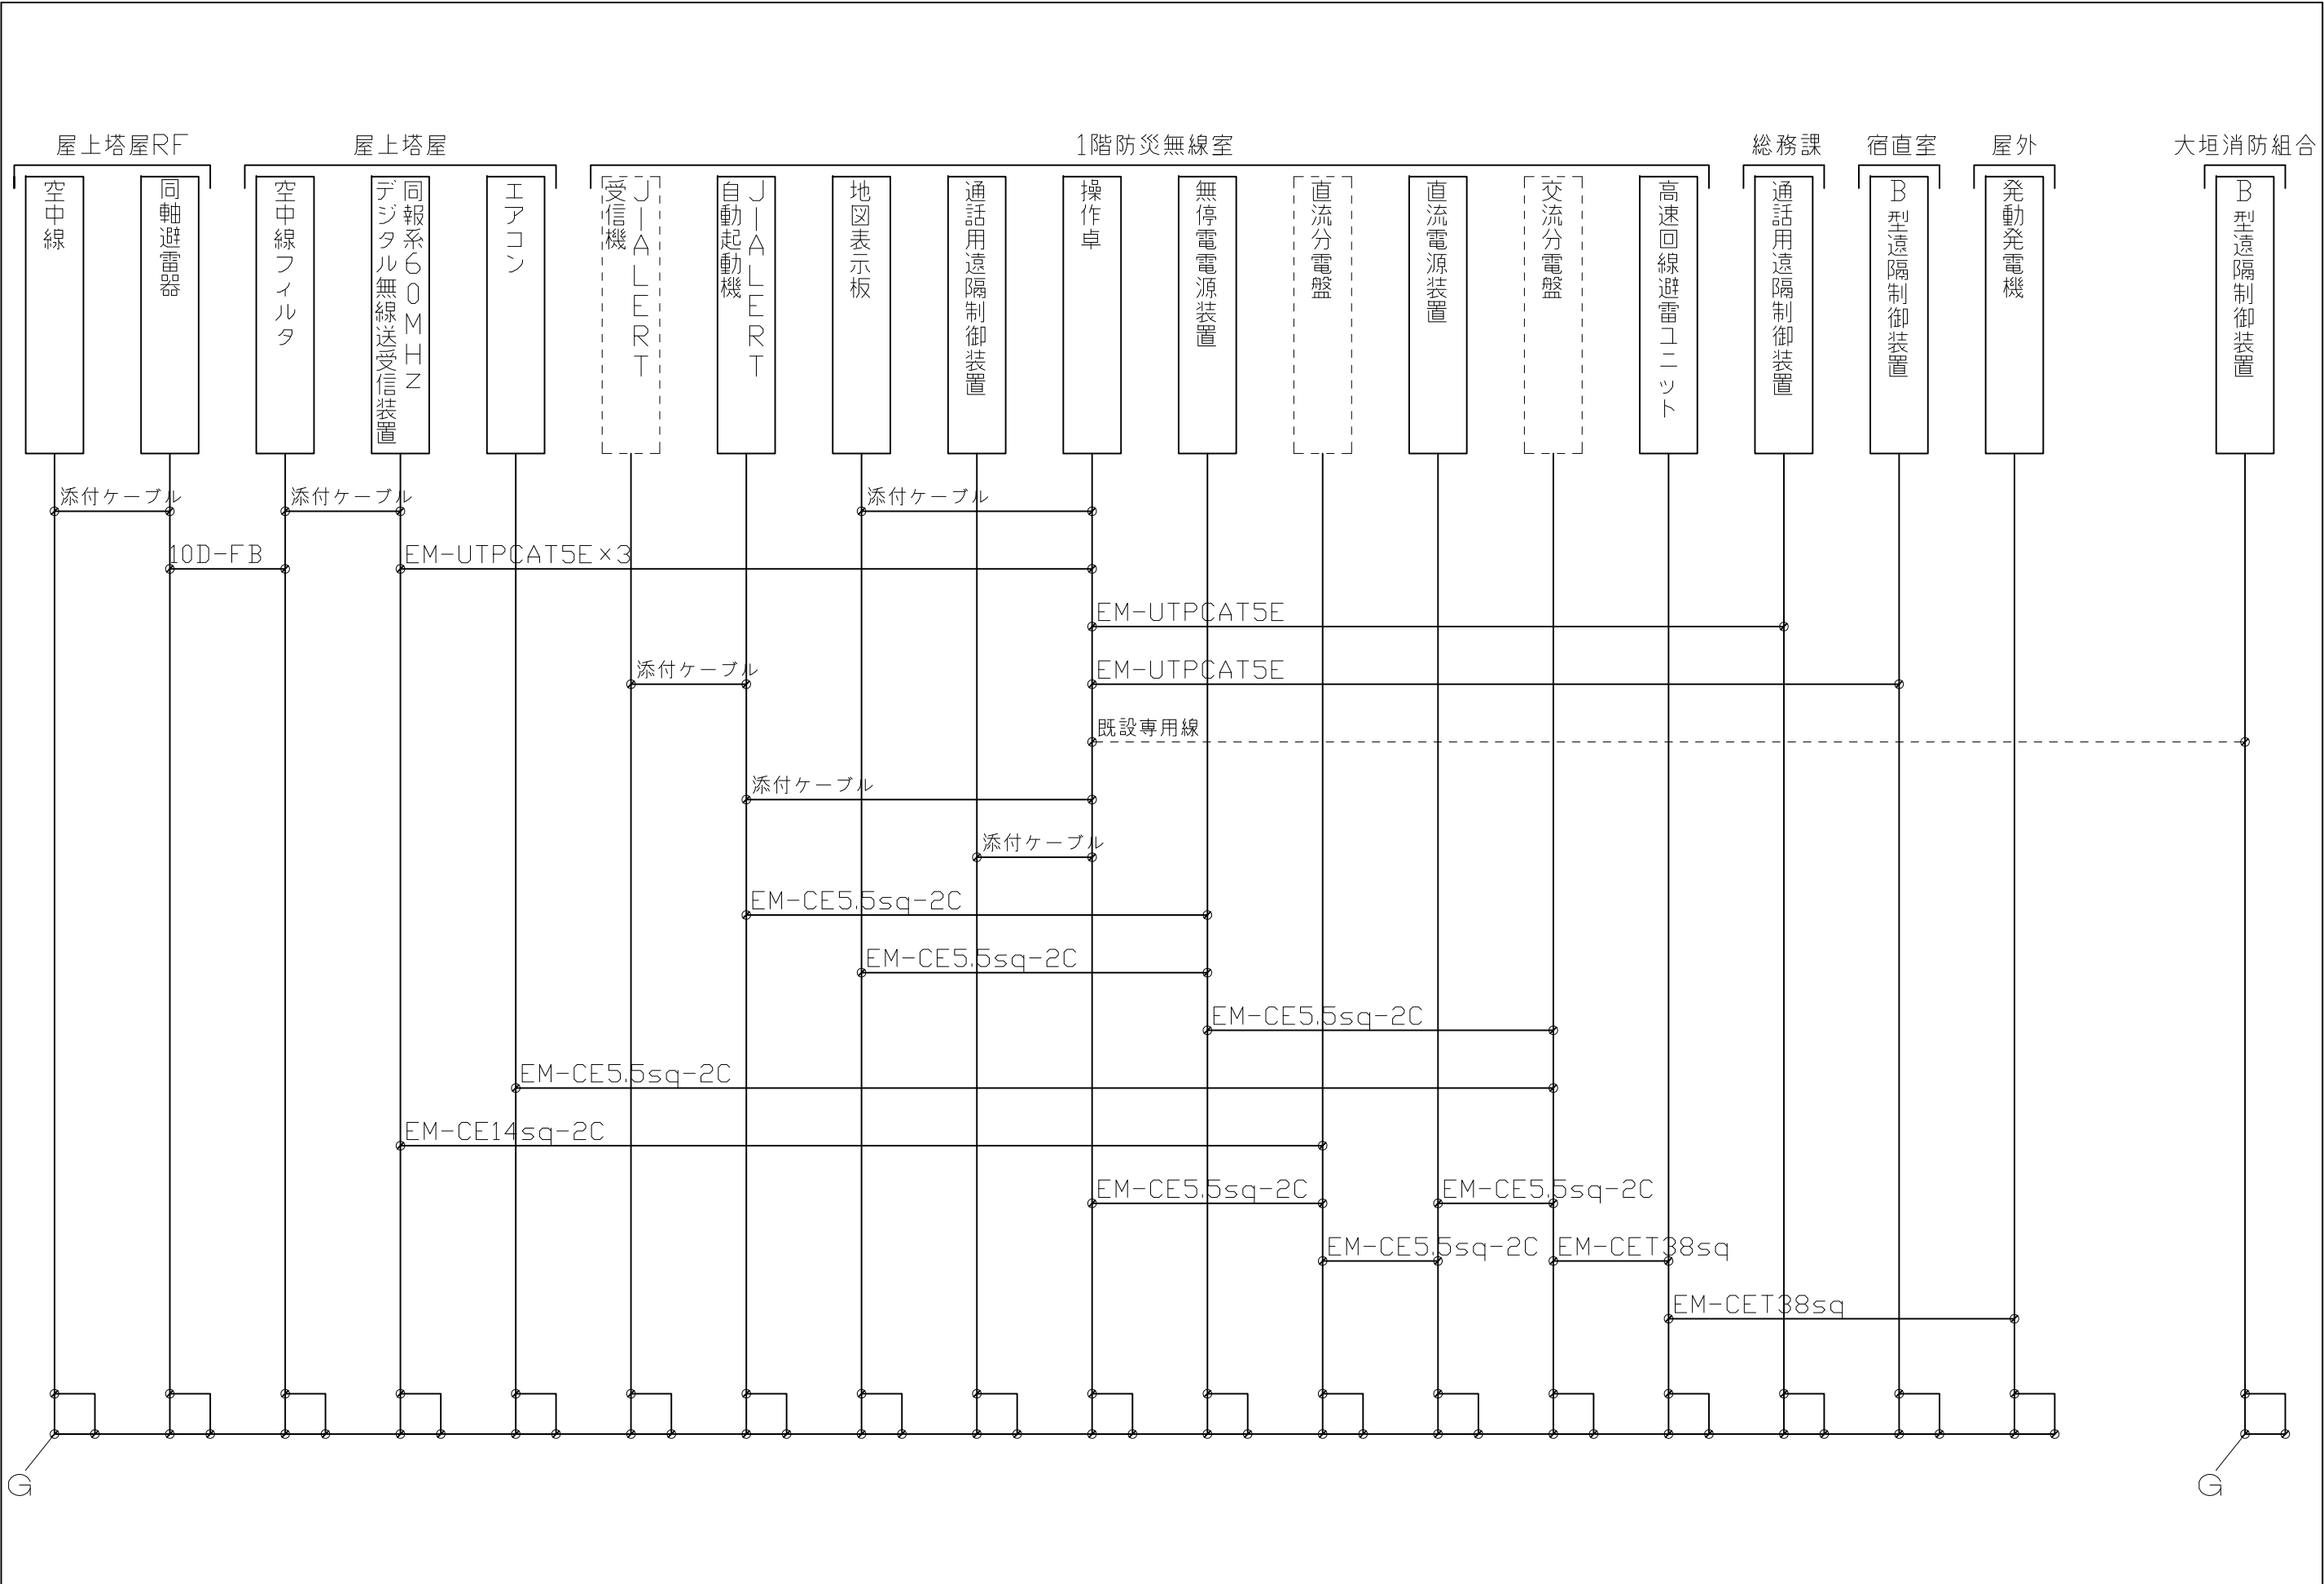 屋上塔屋RF
屋上塔屋
1階防災無線室
総務課
宿直室
屋外
大垣消防組合
空中線
同軸避雷器
空中線フィルタ
同報系60MHz
デジタル無線送受信装置
エアコン
J-ALERT
受信機
J-ALERT
自動起動機
地図表示板
通話用遠隔制御装置
操作卓
無停電電源装置
直流分電盤
直流電源装置
交流分電盤
高速回線避雷ユニット
通話用遠隔制御装置
B型遠隔制御装置
発動発電機
B型遠隔制御装置
添付ケーブル
添付ケーブル
添付ケーブル
10D-FB
EM-UTPCAT5E×3
EM-UTPCAT5E
添付ケーブル
EM-UTPCAT5E
既設専用線
添付ケーブル
添付ケーブル
EM-CE5.5sq-2C
EM-CE5.5sq-2C
EM-CE5.5sq-2C
EM-CE5.5sq-2C
EM-CE14sq-2C
EM-CE5.5sq-2C
EM-CE5.5sq-2C
EM-CE5.5sq-2C
EM-CET38sq
EM-CET38sq
G
G